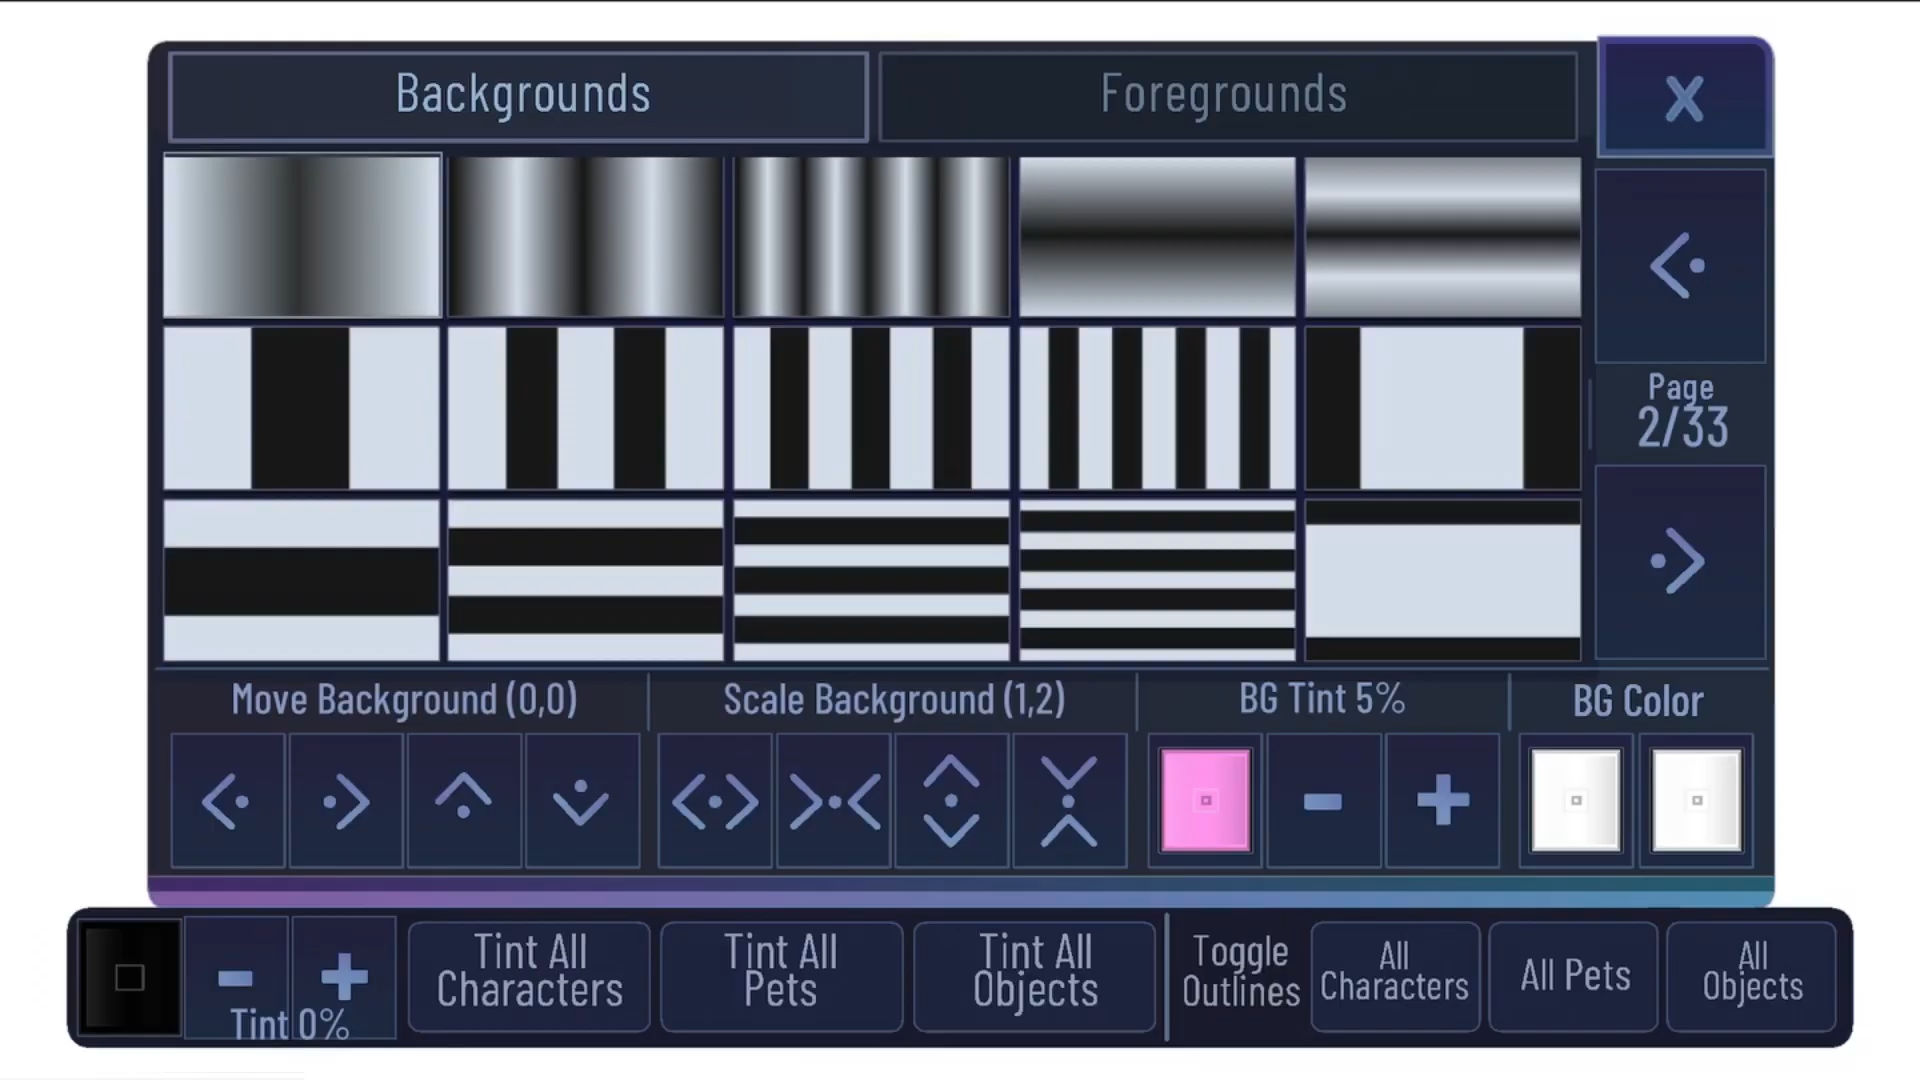 Backgrounds
Foregrounds
X
Page
2/33
Move Background (0,0)
Scale Background (1,2)
BG Tint 5%
BG Color
Tint 0%
Tint All
Characters
Tint All
Pets
Tint All
Objects
Toggle
Outlines
All
Characters
All Pets
All
Objects